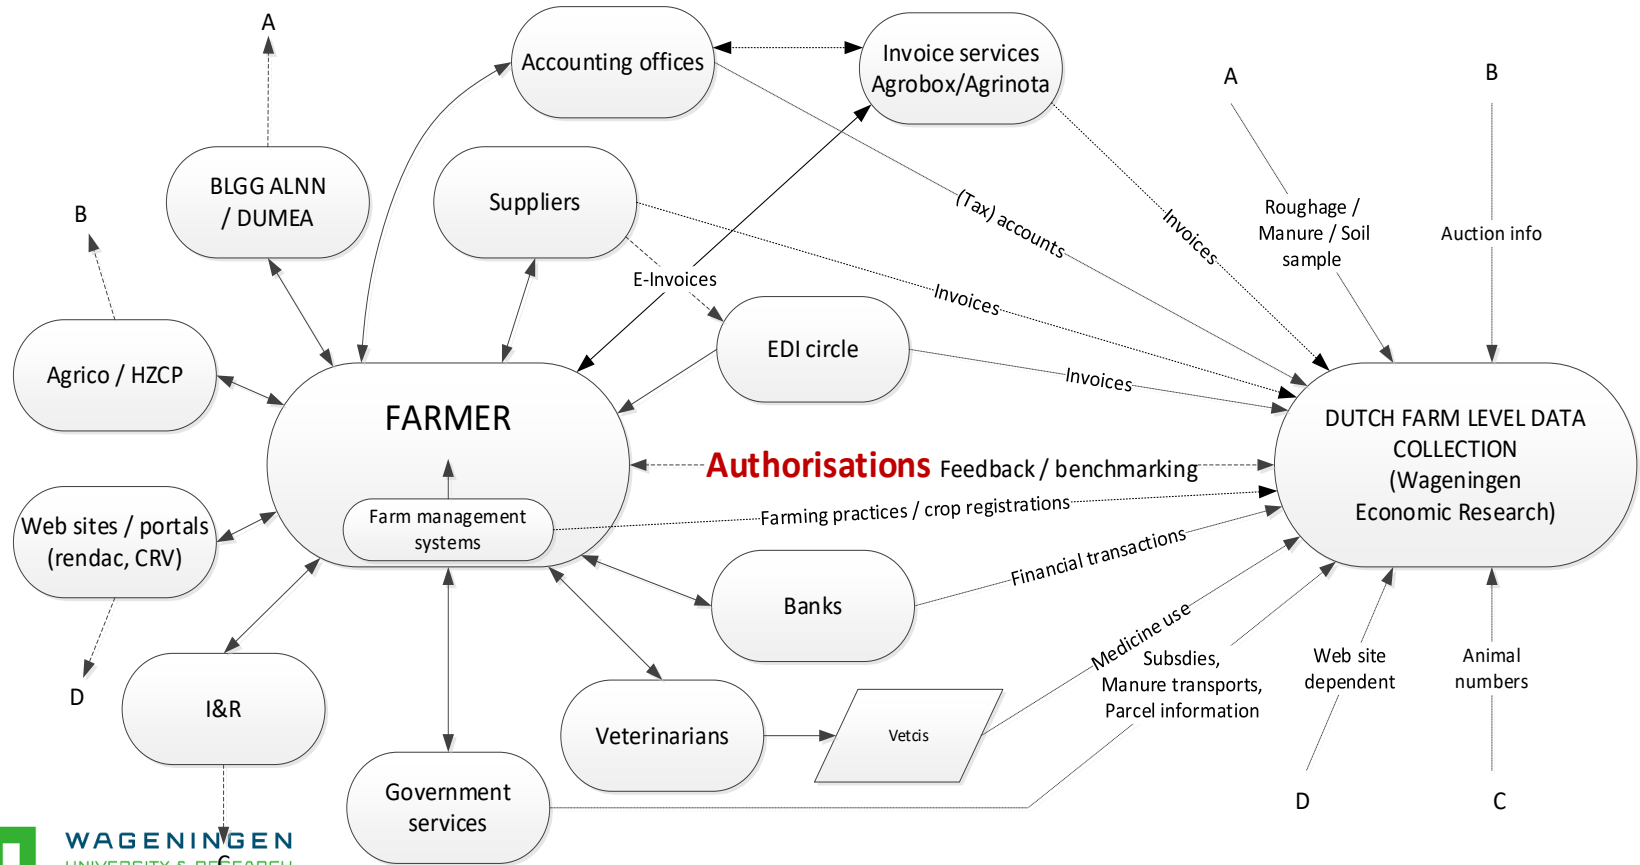 A
Accounting offices
Invoice services
Agrobox/Agrinota
A
B
BLGG ALNN
/ DUMEA
Suppliers
B
(Tax) accounts
Invoices
Roughage /
Manure / Soil
sample
Auction info
E-Invoices
Invoices
EDI circle
Agrico / HZCP
Invoices
FARMER
DUTCH FARM LEVEL DATA
COLLECTION
(Wageningen
Economic Research)
Authorisations Feedback / benchmarking
Farm management
systems
Farming practices / crop registrations
Web sites / portals
(rendac, CRV)
Financial transactions
Banks
Medicine use
Subsdies,
Manure transports,
Parcel information
Web site
dependent
Animal
numbers
D
I&R
Veterinarians
Vetcis
Government
services
D
C
WAGENINGEN
UNIVERSITY & RESEARCH
C